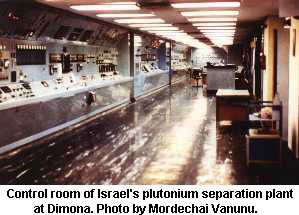 Control room of Israel's plutonium separation plant
at Dimona. Photo by Mordechai Vanunu.